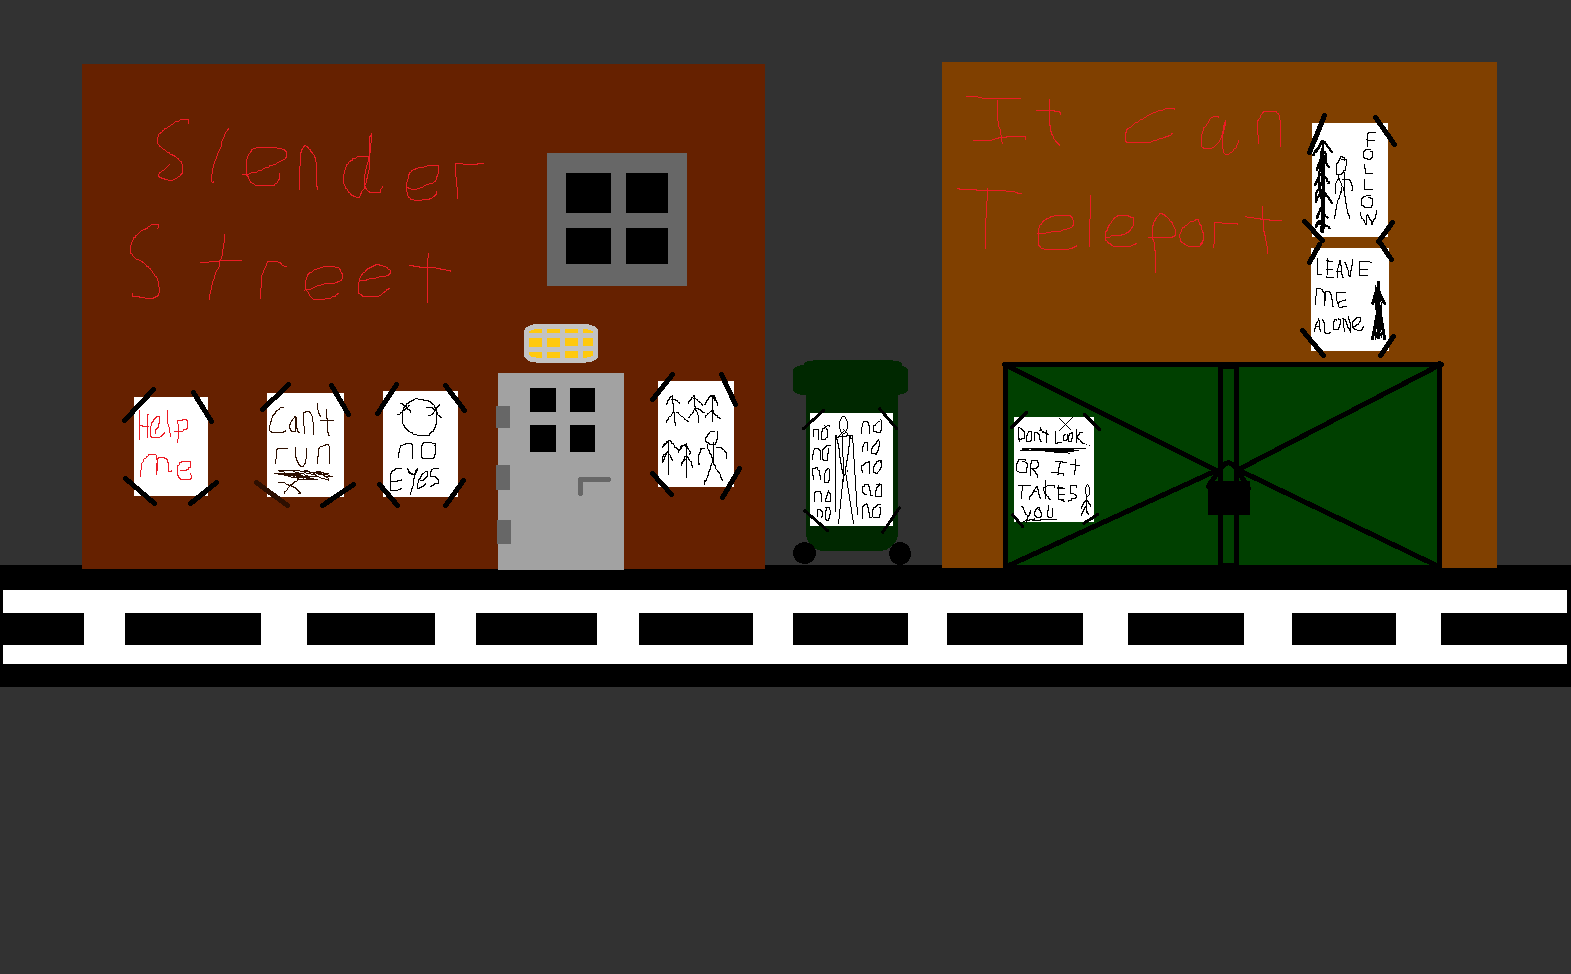 Slender
Street
It can
Teleport
FOLLOW
LEAVE
ME
ALONE
Help
me
Can't
run
no
EYES
no no
no no
no no
no no
no no
Don't Look
OR It
TAKES
YOU